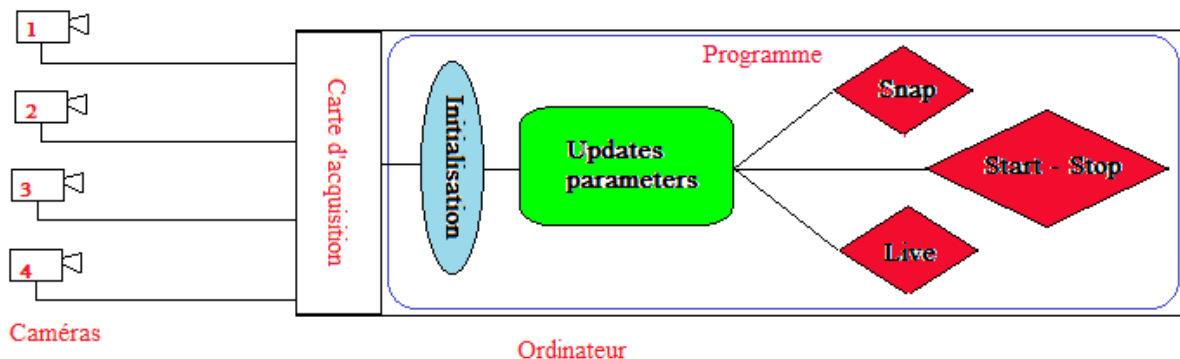 1
2
3
4
Caméras
Carte d'acquisition
Programme
Initialisation
Updates
parameters
Snap
Start - Stop
Live
Ordinateur